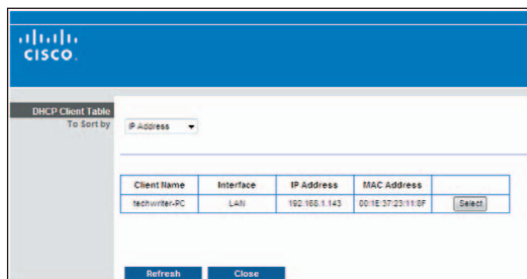 CISCO.
DHCP Client Table
To Sort by
IP Address
Client Name Interface IP Address MAC Address
techwriter-PC LAN 192.168.1.143 00:1E:37:23:11:8F Select
Refresh Close